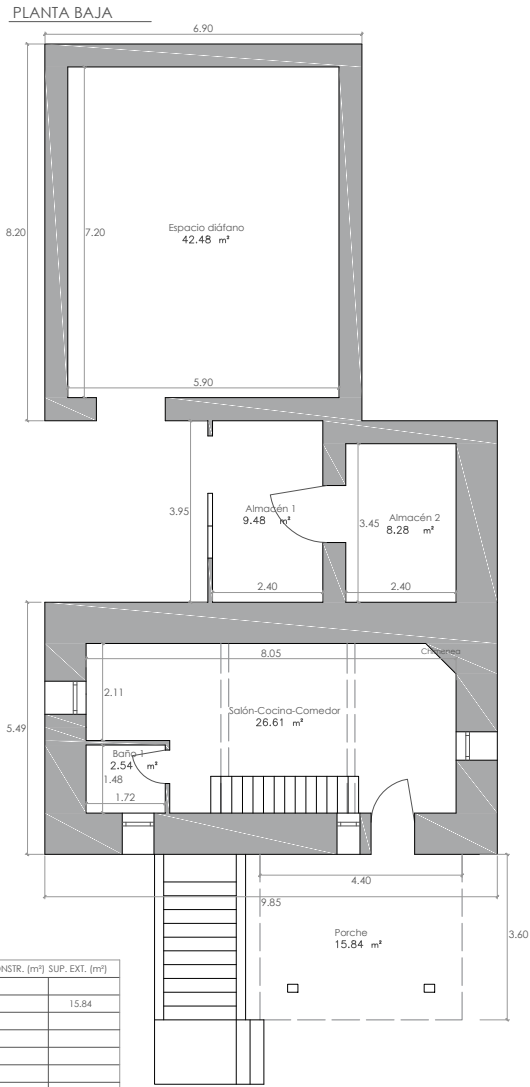 PLANTA BAJA
6.90
8.20
7.20
Espacio diáfano
42.48 m²
5.90
3.95
Almacén 1
9.48 m²
3.45
Almacén 2
8.28 m²
2.40
2.40
Chimenea
8.05
2.11
Salón-Cocina-Comedor
26.61 m²
5.49
Baño 1
2.54 m²
1.48
1.72
4.40
9.85
Porche
15.84 m²
3.60
ONSTR. (m²) SUP. EXT. (m²)
15.84